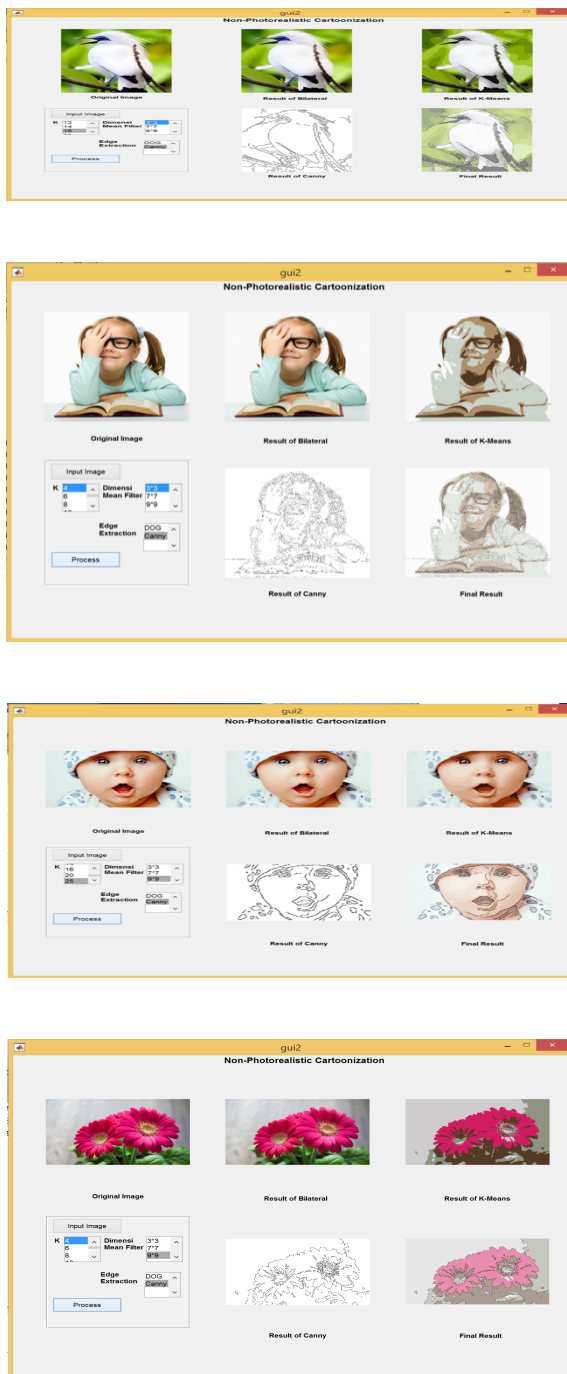 gui2
Non-Photorealistic Cartoonization
Original Image
Result of Bilateral
Result of K-Means
Input Image
K 12 Dimensi 3*3
14 Mean Filter 7*7
16 9*9
Edge DOG
Extraction Canny
Process
Result of Canny
Final Result
gui2
Non-Photorealistic Cartoonization
Original Image
Result of Bilateral
Result of K-Means
Input Image
K 4 Dimensi 3*3
6 Mean Filter 7*7
8 9*9
10
Edge DOG
Extraction Canny
Process
Result of Canny
Final Result
gui2
Non-Photorealistic Cartoonization
Original Image
Result of Bilateral
Result of K-Means
Input Image
K 14
16 Dimensi 3*3
20 Mean Filter 7*7
25 9*9
Edge DOG
Extraction Canny
Process
Result of Canny
Final Result
gui2
Non-Photorealistic Cartoonization
Original Image
Result of Bilateral
Result of K-Means
Input Image
K 4 Dimensi 3*3
6 Mean Filter 7*7
8 9*9
10
Edge DOG
Extraction Canny
Process
Result of Canny
Final Result